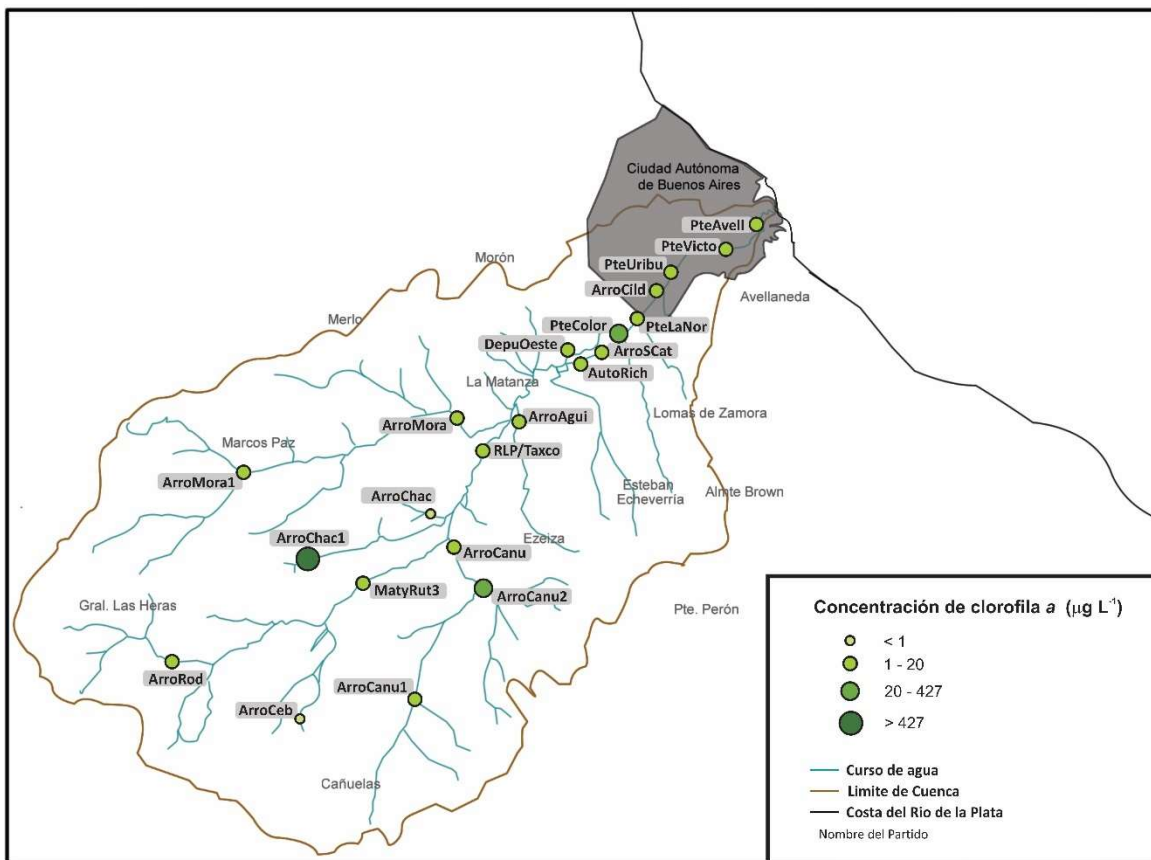 Ciudad Autónoma
de Buenos Aires
PteAvell
PteVicto
Morón
PteUribu
ArroCild
Avellaneda
Merlo
PteColor
PteLaNor
DepuOeste
ArroSCat
AutoRich
La Matanza
Lomas de Zamora
ArroMora
ArroAgui
Marcos Paz
RLP/Taxco
ArroMora1
Esteban
Echeverría
Almte Brown
ArroChac
ArroChac1
Ezeiza
ArroCanu
MatyRut3
ArroCanu2
Gral. Las Heras
Pte. Perón
ArroRod
ArroCanu1
ArroCeb
Cañuelas
Concentración de clorofila a (µg L-1)
< 1
1 - 20
20 - 427
> 427
Curso de agua
Limite de Cuenca
Costa del Rio de la Plata
Nombre del Partido